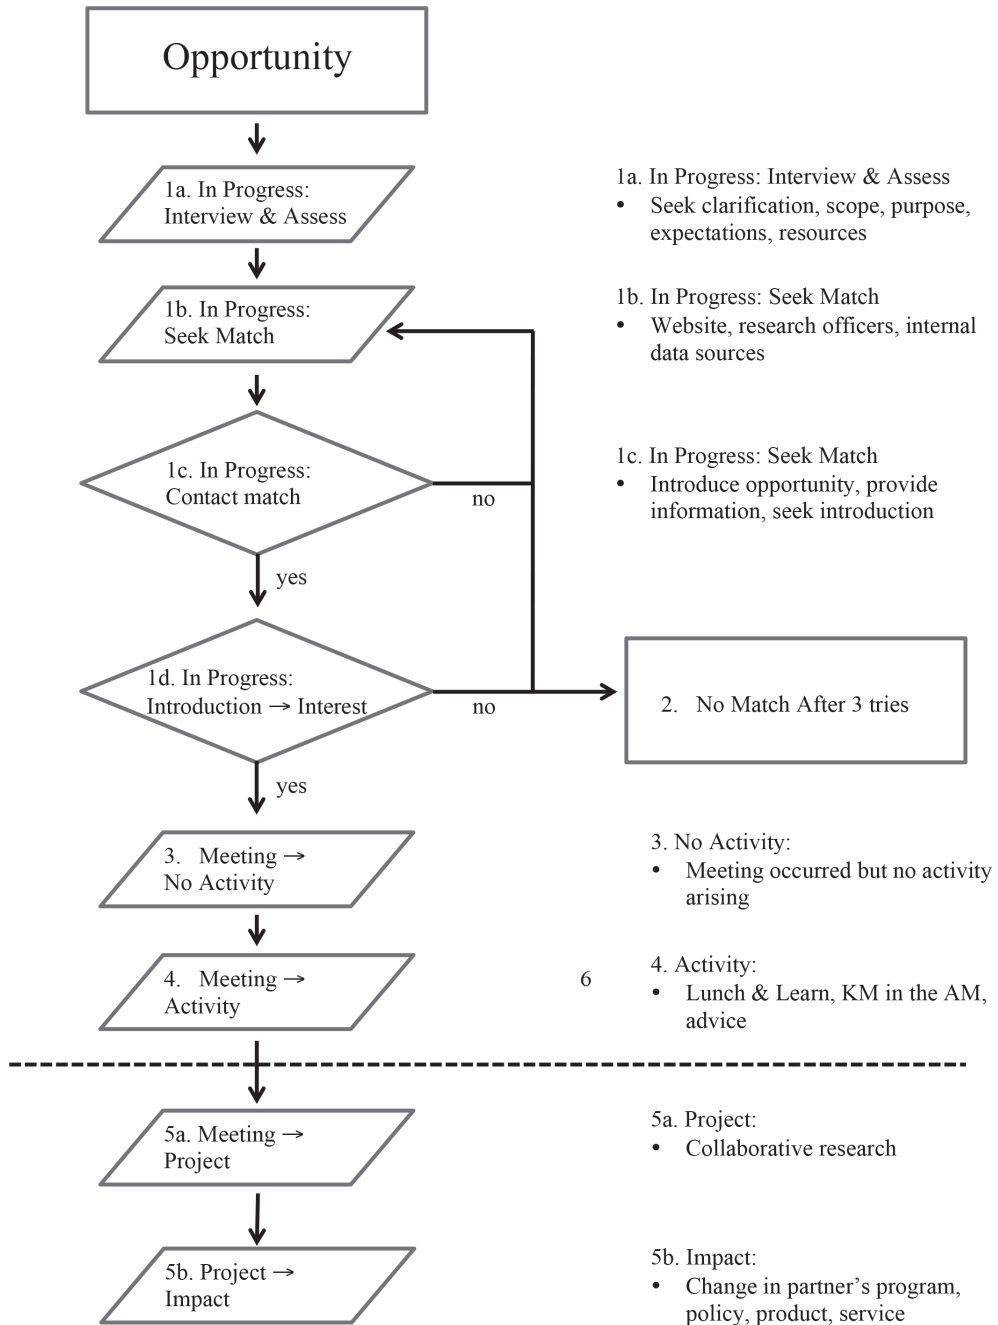 Opportunity
1a. In Progress:
Interview & Assess
1a. In Progress: Interview & Assess
• Seek clarification, scope, purpose,
expectations, resources
1b. In Progress:
Seek Match
1b. In Progress: Seek Match
• Website, research officers, internal
data sources
1c. In Progress:
Contact match
no
yes
1c. In Progress: Seek Match
• Introduce opportunity, provide
information, seek introduction
1d. In Progress:
Introduction → Interest
no
yes
2. No Match After 3 tries
3. Meeting →
No Activity
3. No Activity:
• Meeting occurred but no activity
arising
4. Meeting →
Activity
6
4. Activity:
• Lunch & Learn, KM in the AM,
advice
5a. Meeting →
Project
5a. Project:
• Collaborative research
5b. Project →
Impact
5b. Impact:
• Change in partner’s program,
policy, product, service